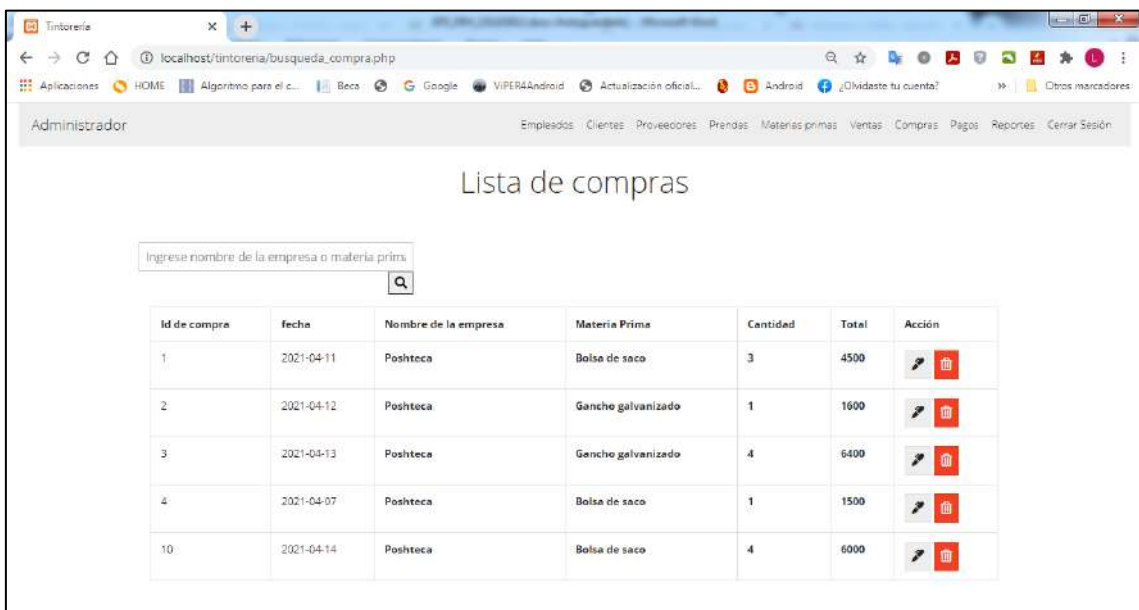 Tintorería
localhost/tintoreria/busqueda_compra.php
Aplicaciones HOME Algoritmo para el c... Beca Google ViPER4Android Actualización oficial... Android ¿Olvidaste tu cuenta? » Otros marcadores
Administrador Empleados Clientes Proveedores Prendas Materias primas Ventas Compras Pagos Reportes Cerrar Sesión
Lista de compras
Ingrese nombre de la empresa o materia prima
Id de compra fecha Nombre de la empresa Materia Prima Cantidad Total Acción
1 2021-04-11 Poshteca Bolsa de saco 3 4500
2 2021-04-12 Poshteca Gancho galvanizado 1 1600
3 2021-04-13 Poshteca Gancho galvanizado 4 6400
4 2021-04-07 Poshteca Bolsa de saco 1 1500
10 2021-04-14 Poshteca Bolsa de saco 4 6000